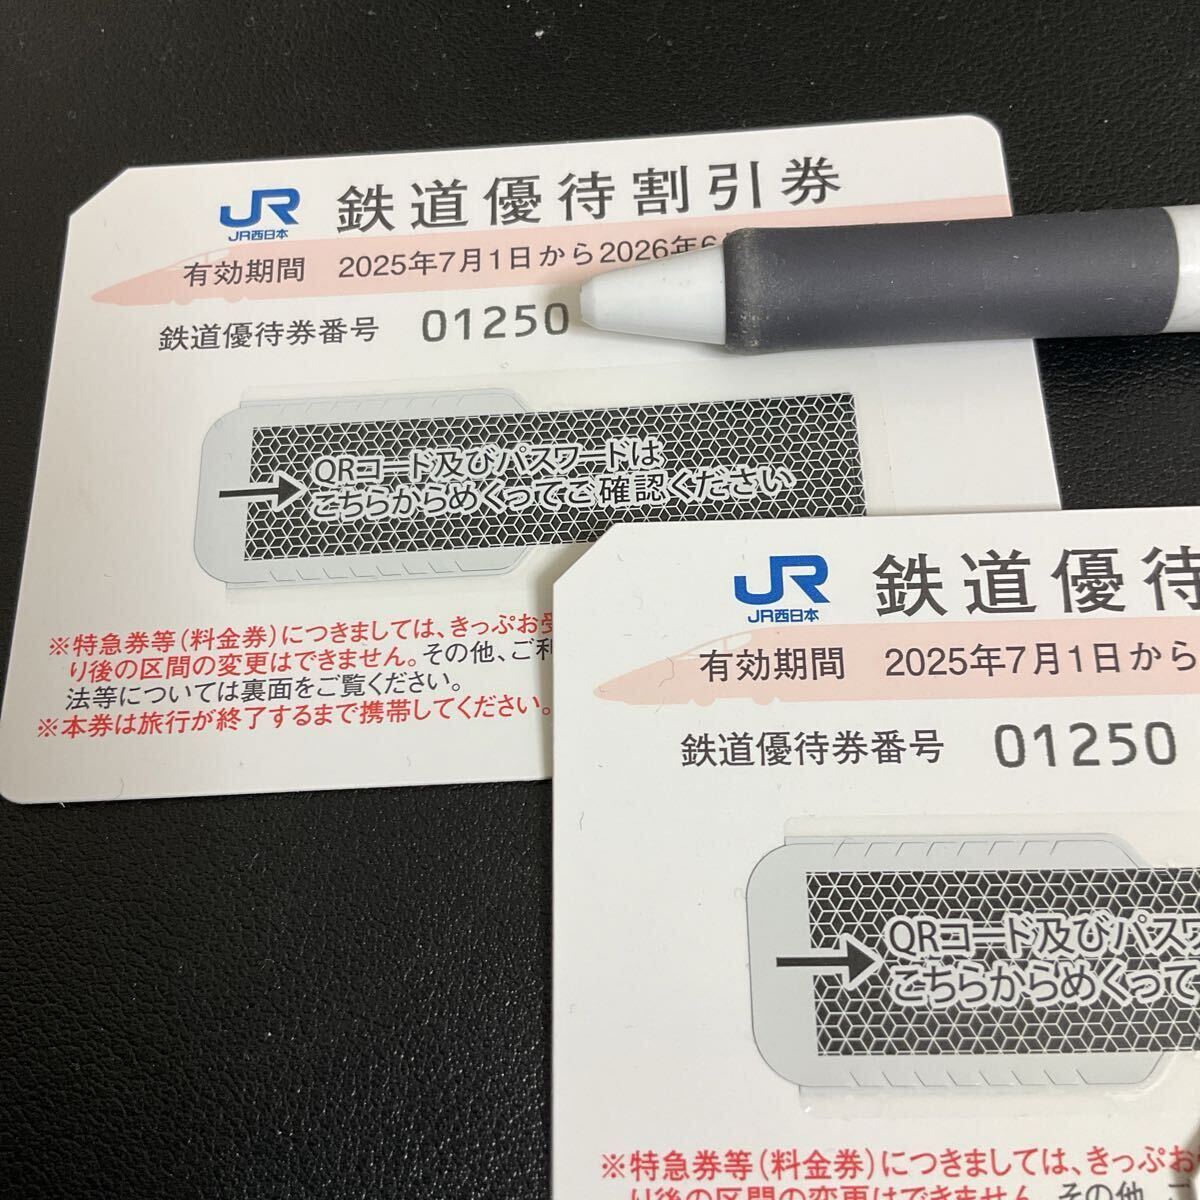 JR
JR西日本
鉄道優待割引券
有効期間 2025年7月1日から2026年6
鉄道優待券番号 01250
QRコード及びパスワードは
こちらからめくってご確認ください
※特急券等(料金券)につきましては、きっぷお受
り後の区間の変更はできません。その他、ご利
法等については裏面をご覧ください。
※本券は旅行が終了するまで携帯してください。
JR
JR西日本
鉄道優待
有効期間 2025年7月1日から
鉄道優待券番号 01250
QRコード及びパスワ
こちらからめくって
※特急券等(料金券)につきましては、きっぷお
り後の区間の変更はできません。その他、ご